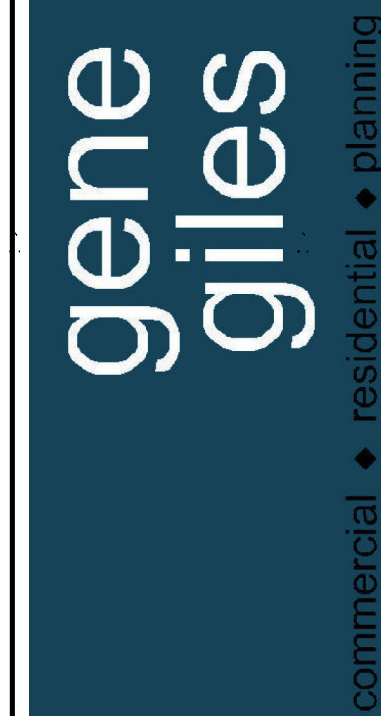 gene
giles
commercial ◆ residential ◆ planning